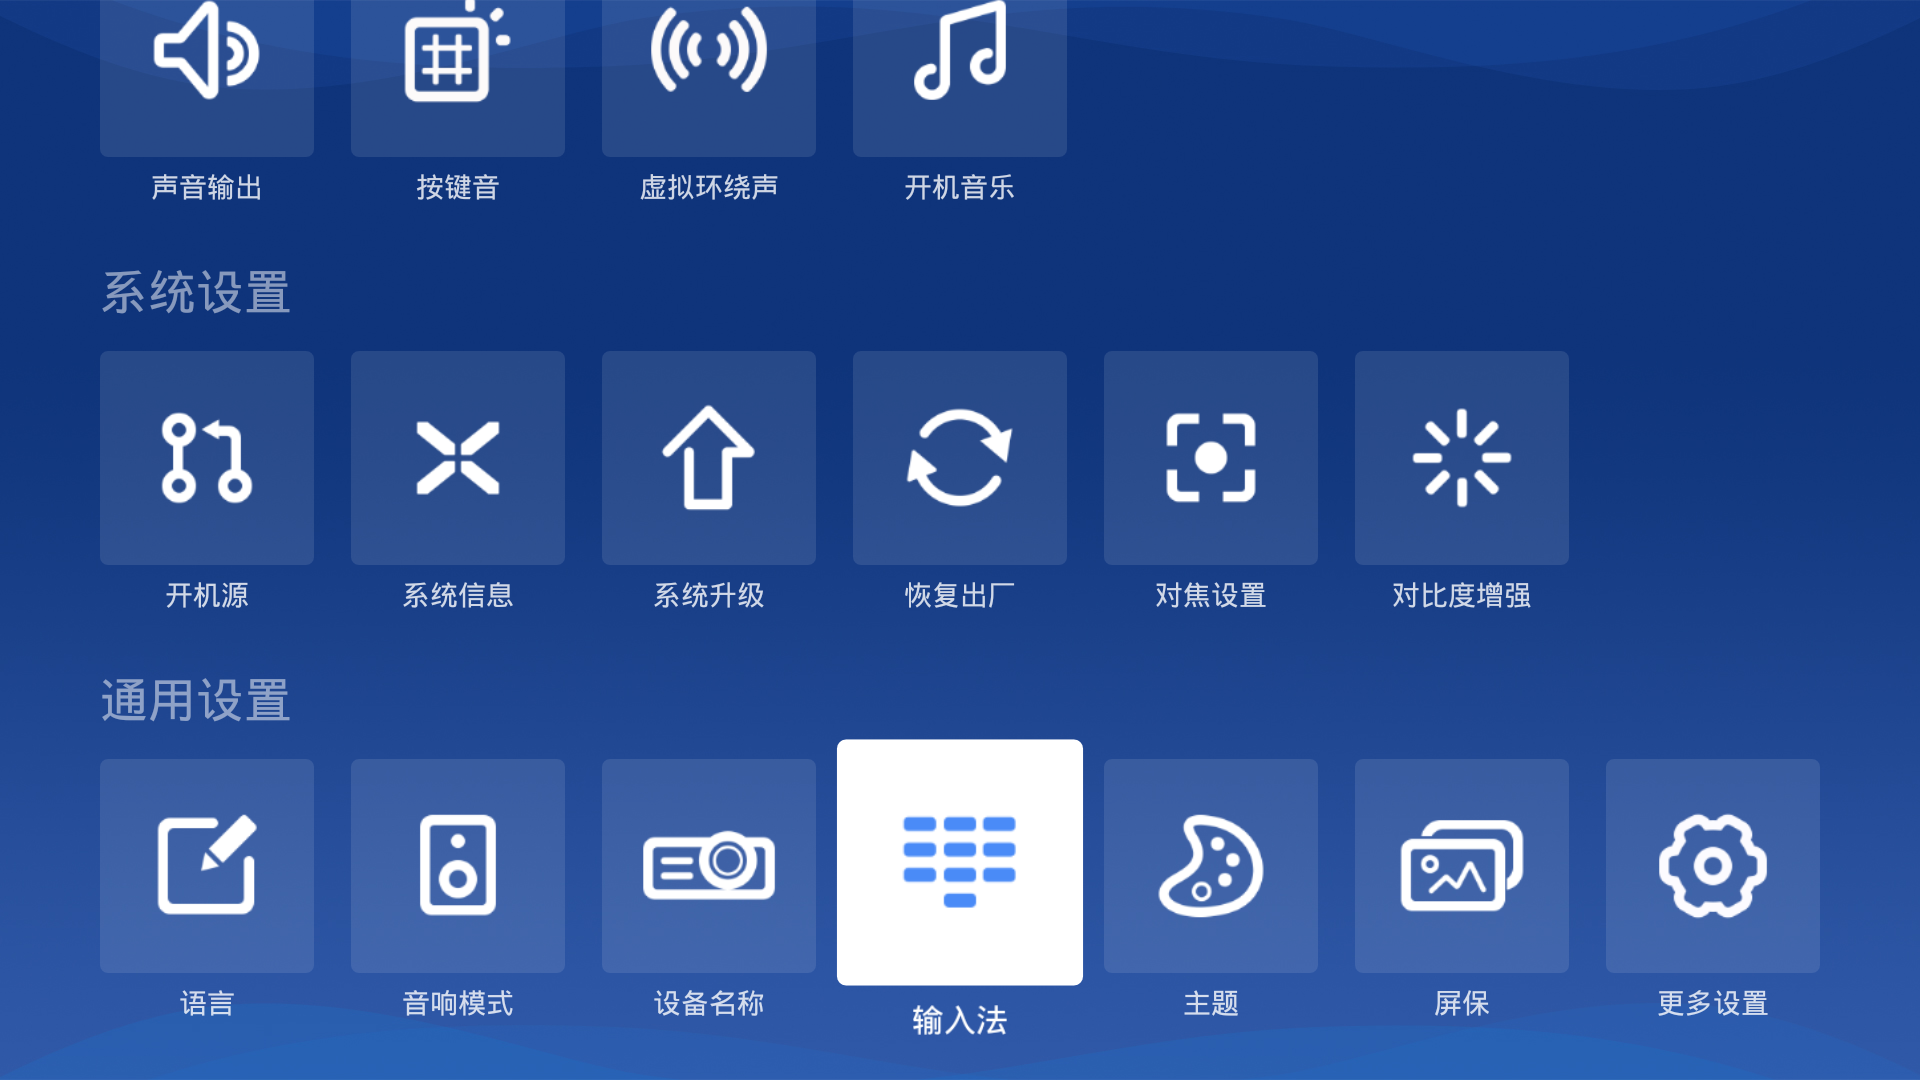 声音输出
按键音
虚拟环绕声
开机音乐
系统设置
开机源
系统信息
系统升级
恢复出厂
对焦设置
对比度增强
通用设置
语言
音响模式
设备名称
输入法
主题
屏保
更多设置